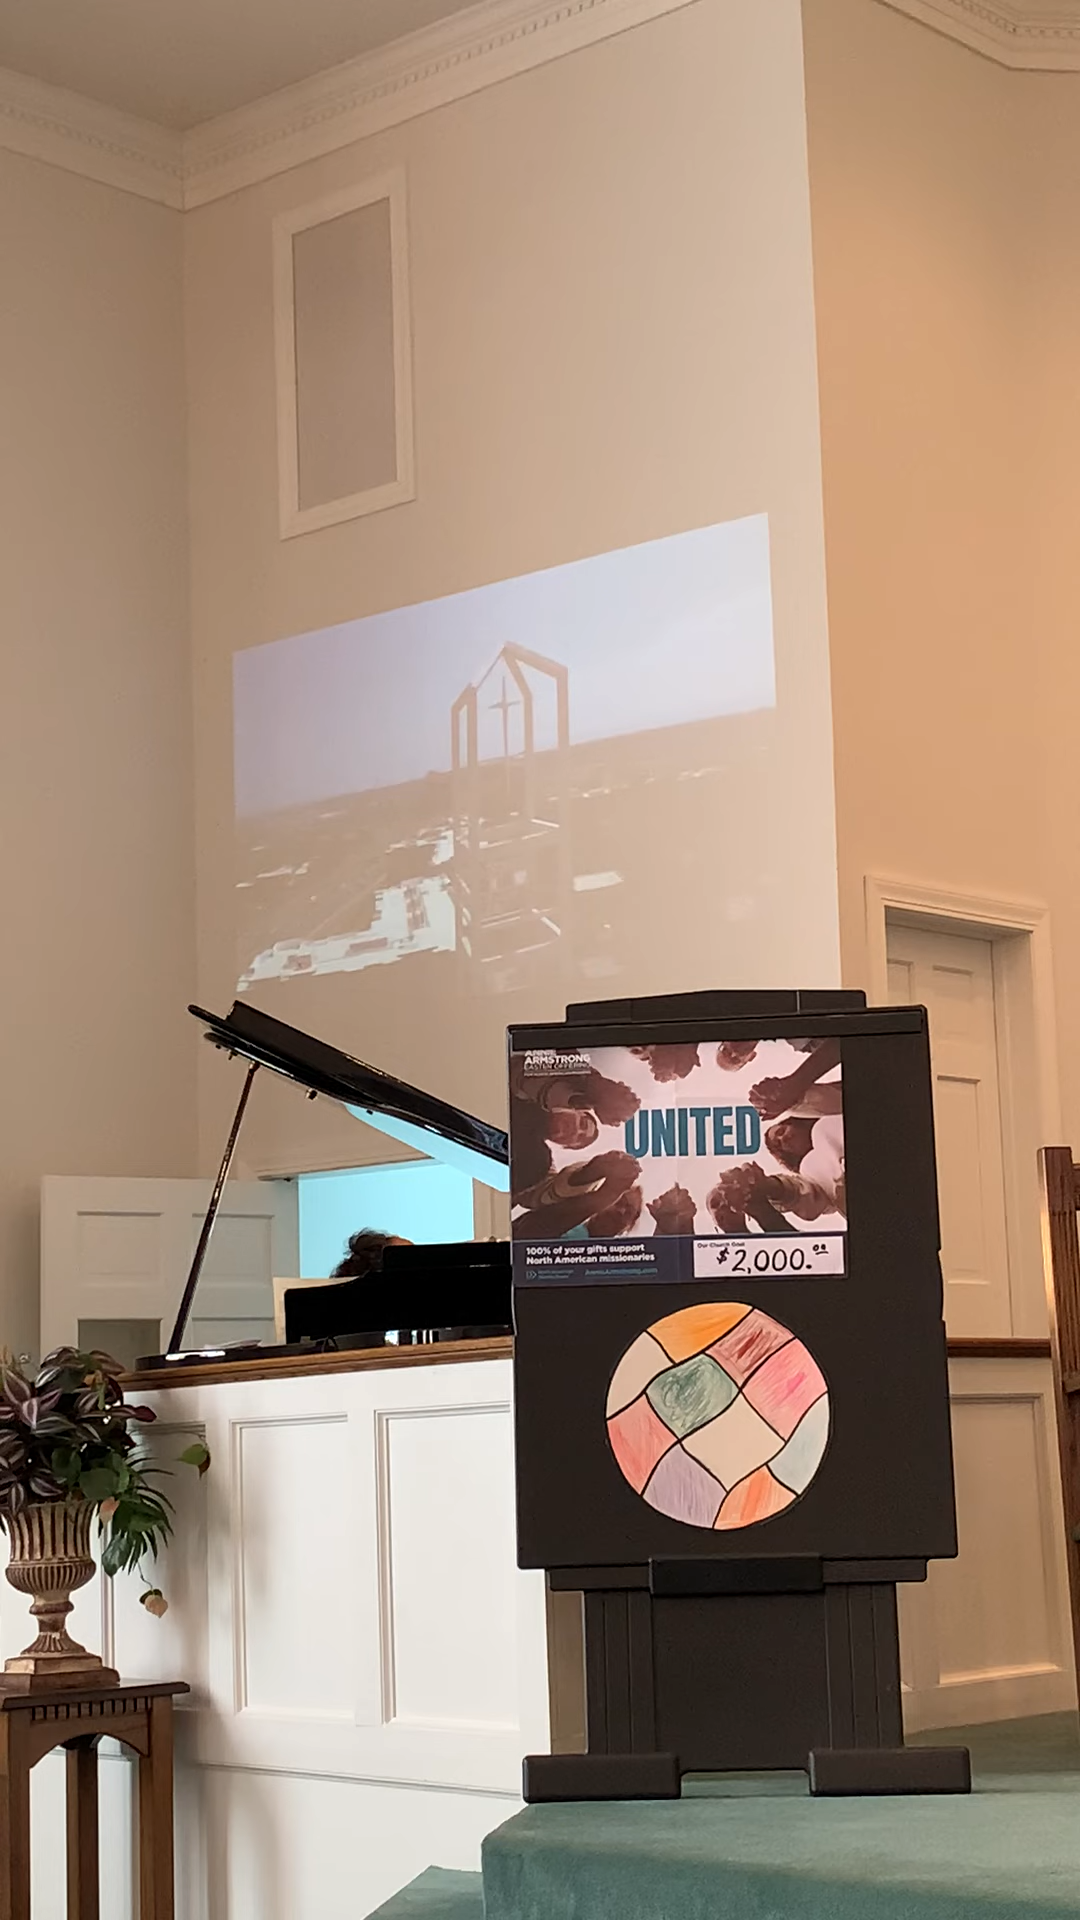 ANNIE
ARMSTRONG
EASTER OFFERING
UNITED
100% of your gifts support
North American missionaries
AnnieArmstrong.com
Our Church Goal
$2,000.00